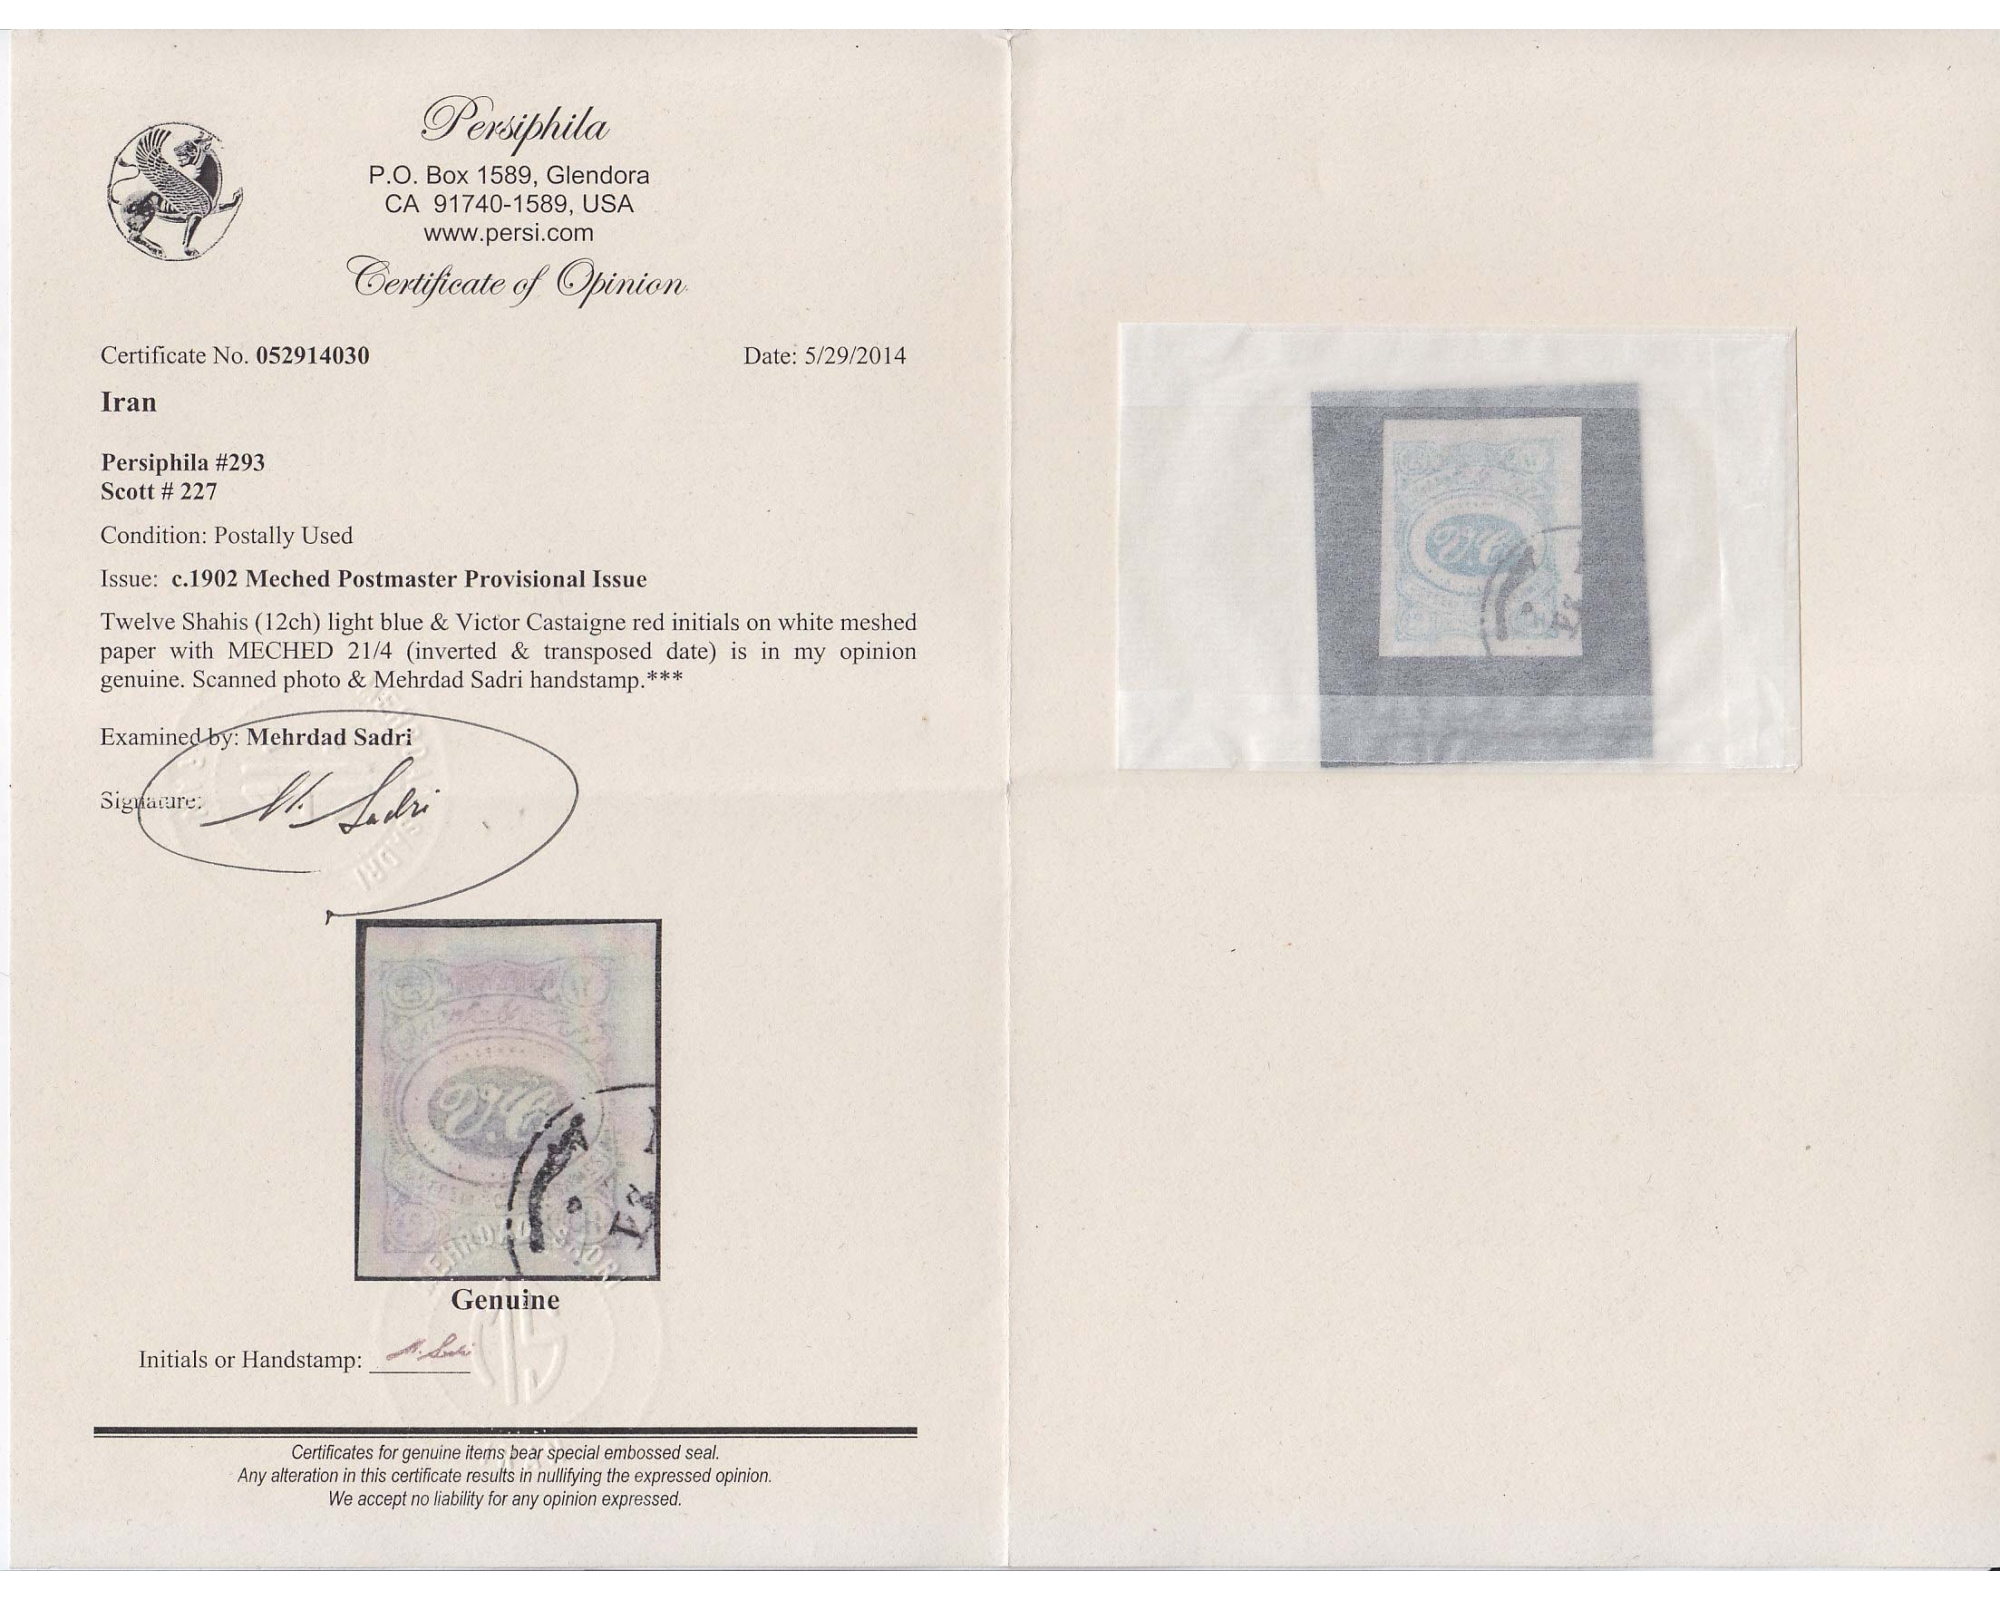 Persiphila
P.O. Box 1589, Glendora
CA 91740-1589, USA
www.persi.com
Certificate of Opinion
Certificate No. 052914030
Date: 5/29/2014
Iran
Persiphila #293
Scott # 227
Condition: Postally Used
Issue: c.1902 Meched Postmaster Provisional Issue
Twelve Shahis (12ch) light blue & Victor Castaigne red initials on white meshed
paper with MECHED 21/4 (inverted & transposed date) is in my opinion
genuine. Scanned photo & Mehrdad Sadri handstamp.***
Examined by: Mehrdad Sadri
Signature: M. Sadri
MEHRDAD SADRI
Genuine
MS
Initials or Handstamp: M. Sadri
Certificates for genuine items bear special embossed seal.
Any alteration in this certificate results in nullifying the expressed opinion.
We accept no liability for any opinion expressed.